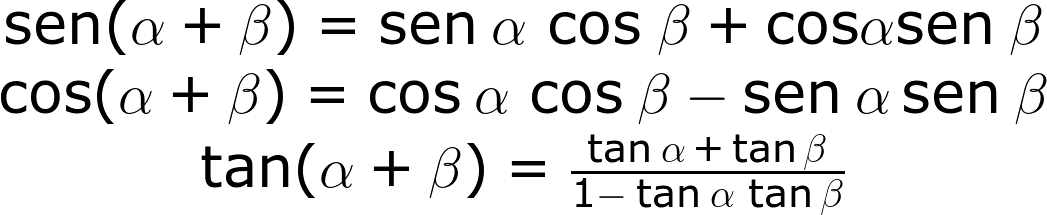 sen(α + β) = sen α cos β + cosαsen β
cos(α + β) = cos α cos β − sen α sen β
tan(α + β) = tan α + tan β / 1− tan α tan β